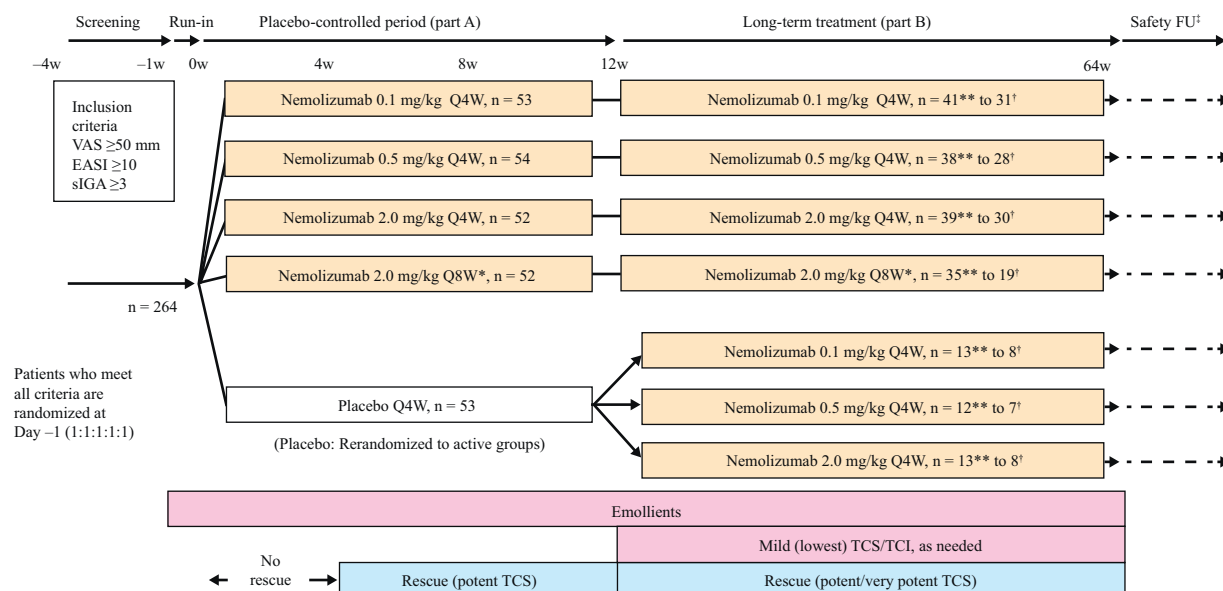 Screening
Run-in
Placebo-controlled period (part A)
Long-term treatment (part B)
Safety FU‡
–4w
–1w
0w
4w
8w
12w
64w
Inclusion
criteria
VAS ≥50 mm
EASI ≥10
sIGA ≥3
Nemolizumab 0.1 mg/kg Q4W, n = 53
Nemolizumab 0.1 mg/kg Q4W, n = 41** to 31†
Nemolizumab 0.5 mg/kg Q4W, n = 54
Nemolizumab 0.5 mg/kg Q4W, n = 38** to 28†
Nemolizumab 2.0 mg/kg Q4W, n = 52
Nemolizumab 2.0 mg/kg Q4W, n = 39** to 30†
Nemolizumab 2.0 mg/kg Q8W*, n = 52
Nemolizumab 2.0 mg/kg Q8W*, n = 35** to 19†
n = 264
Patients who meet
all criteria are
randomized at
Day –1 (1:1:1:1:1)
Placebo Q4W, n = 53
(Placebo: Rerandomized to active groups)
Nemolizumab 0.1 mg/kg Q4W, n = 13** to 8†
Nemolizumab 0.5 mg/kg Q4W, n = 12** to 7†
Nemolizumab 2.0 mg/kg Q4W, n = 13** to 8†
Emollients
Mild (lowest) TCS/TCI, as needed
No
rescue
Rescue (potent TCS)
Rescue (potent/very potent TCS)